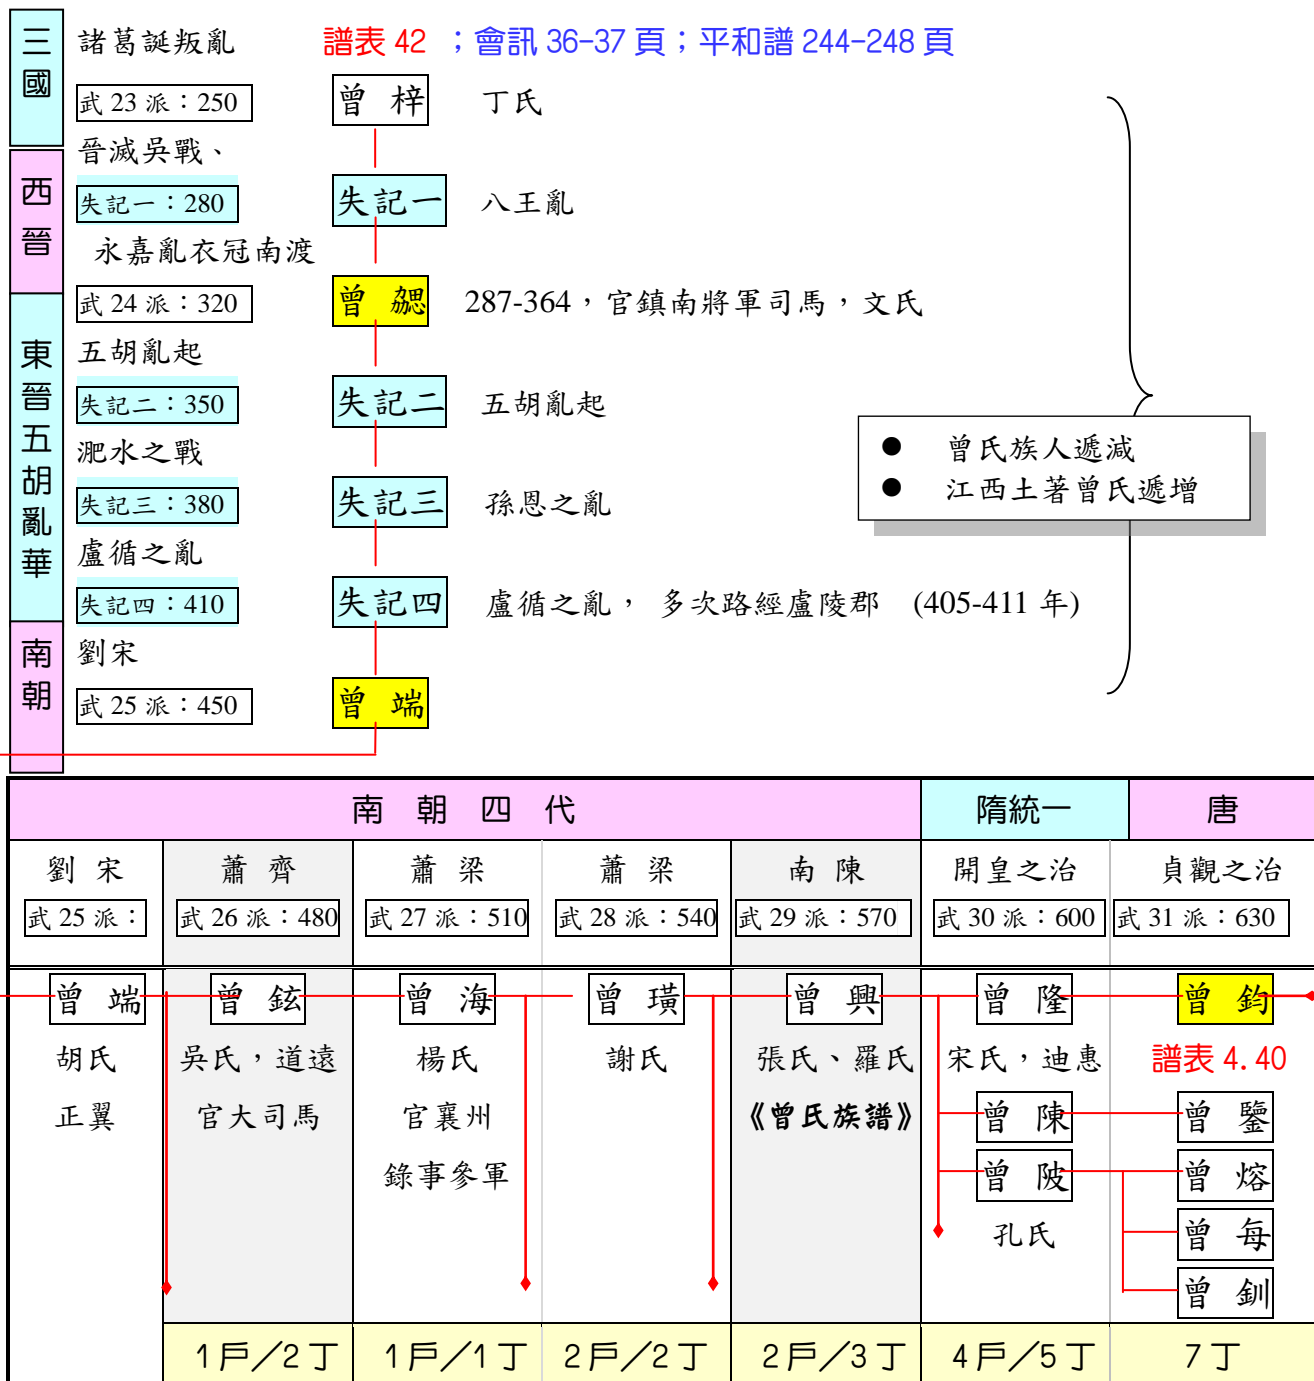 三國
諸葛誕叛亂
譜表 42 ；會訊 36-37 頁；平和譜 244-248 頁
武 23 派：250
曾 梓
丁氏
晉滅吳戰、
西晉
失記一：280
失記一
八王亂
永嘉亂衣冠南渡
武 24 派：320
曾 勰
287-364，官鎮南將軍司馬，文氏
東晉五胡亂華
五胡亂起
失記二：350
失記二
五胡亂起
淝水之戰
● 曾氏族人遞減
● 江西土著曾氏遞增
失記三：380
失記三
孫恩之亂
盧循之亂
失記四：410
失記四
盧循之亂， 多次路經盧陵郡 (405-411 年)
南朝
劉宋
武 25 派：450
曾 端
南 朝 四 代
隋統一
唐
劉 宋
蕭 齊
蕭 梁
蕭 梁
南 陳
開皇之治
貞觀之治
武 25 派：
武 26 派：480
武 27 派：510
武 28 派：540
武 29 派：570
武 30 派：600
武 31 派：630
曾 端
曾 鉉
曾 海
曾 璜
曾 興
曾 隆
曾 鈞
胡氏
吳氏，道遠
楊氏
謝氏
張氏、羅氏
宋氏，迪惠
譜表 4.40
正翼
官大司馬
官襄州
《曾氏族譜》
曾 陳
曾 鑒
錄事參軍
曾 陂
曾 熔
孔氏
曾 每
曾 釧
1戶／2丁
1戶／1丁
2戶／2丁
2戶／3丁
4戶／5丁
7丁